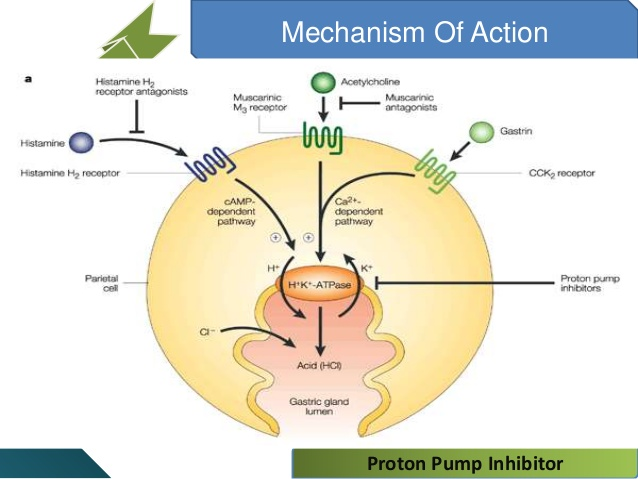 Mechanism Of Action
a
Histamine H2
receptor antagonists
Acetylcholine
Muscarinic
M3 receptor
Muscarinic
antagonists
Histamine
Gastrin
Histamine H2 receptor
CCK2 receptor
cAMP-
dependent
pathway
Ca2+-
dependent
pathway
+
+
H+
K+
Parietal
cell
H+K+-ATPase
Proton pump
inhibitors
Cl–
Acid (HCl)
Gastric gland
lumen
Proton Pump Inhibitor